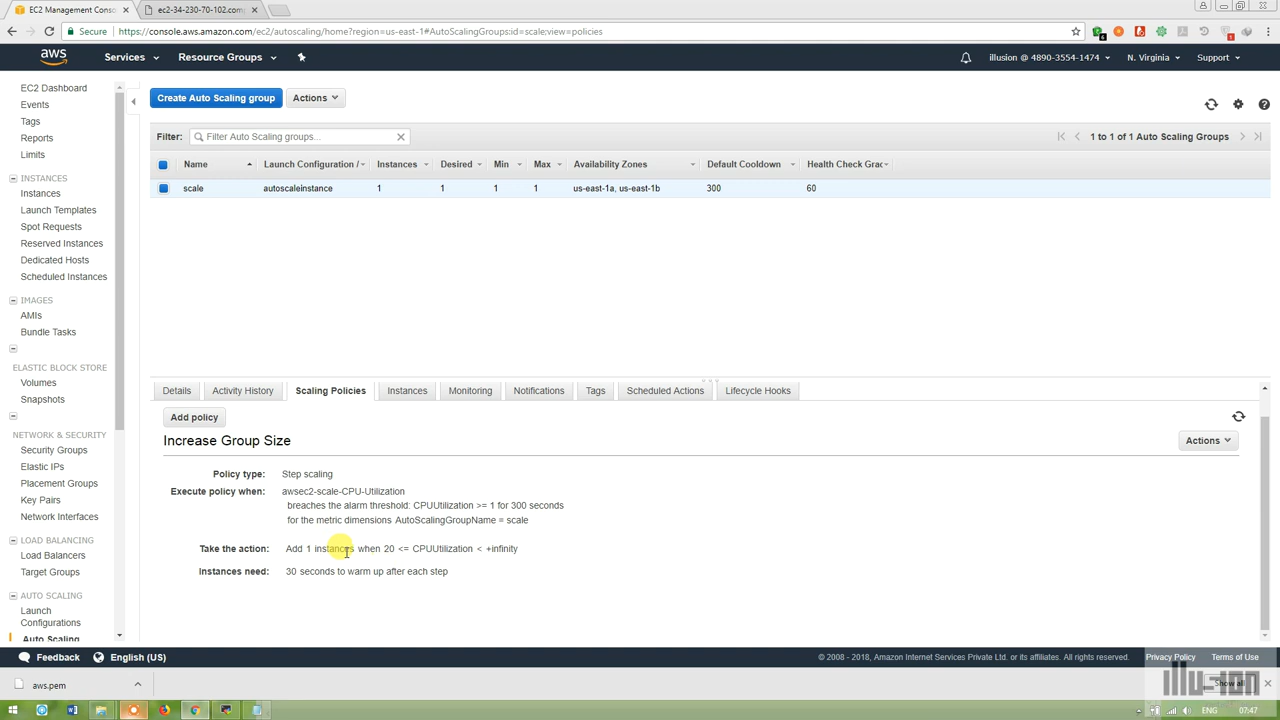 EC2 Management Conso
ec2-34-230-70-102.comp
Secure
https://console.aws.amazon.com/ec2/autoscaling/home?region=us-east-1#AutoScalingGroups:id=scale;view=policies
aws
Services
Resource Groups
illusion @ 4890-3554-1474
N. Virginia
Support
EC2 Dashboard
Events
Tags
Reports
Limits
INSTANCES
Instances
Launch Templates
Spot Requests
Reserved Instances
Dedicated Hosts
Scheduled Instances
IMAGES
AMIs
Bundle Tasks
ELASTIC BLOCK STORE
Volumes
Snapshots
NETWORK & SECURITY
Security Groups
Elastic IPs
Placement Groups
Key Pairs
Network Interfaces
LOAD BALANCING
Load Balancers
Target Groups
AUTO SCALING
Launch
Configurations
Auto Scaling
Create Auto Scaling group
Actions
Filter:
Filter Auto Scaling groups...
1 to 1 of 1 Auto Scaling Groups
Name Launch Configuration / Instances Desired Min Max Availability Zones Default Cooldown Health Check Grac
scale autoscaleinstance 1 1 1 1 us-east-1a, us-east-1b 300 60
Details Activity History Scaling Policies Instances Monitoring Notifications Tags Scheduled Actions Lifecycle Hooks
Add policy
Increase Group Size
Actions
Policy type: Step scaling
Execute policy when: awsec2-scale-CPU-Utilization
breaches the alarm threshold: CPUUtilization >= 1 for 300 seconds
for the metric dimensions AutoScalingGroupName = scale
Take the action: Add 1 instances when 20 <= CPUUtilization < +infinity
Instances need: 30 seconds to warm up after each step
Feedback
English (US)
© 2008 - 2018, Amazon Internet Services Private Ltd. or its affiliates. All rights reserved.
Privacy Policy
Terms of Use
aws.pem
Show all
illusion
ENG
07:47